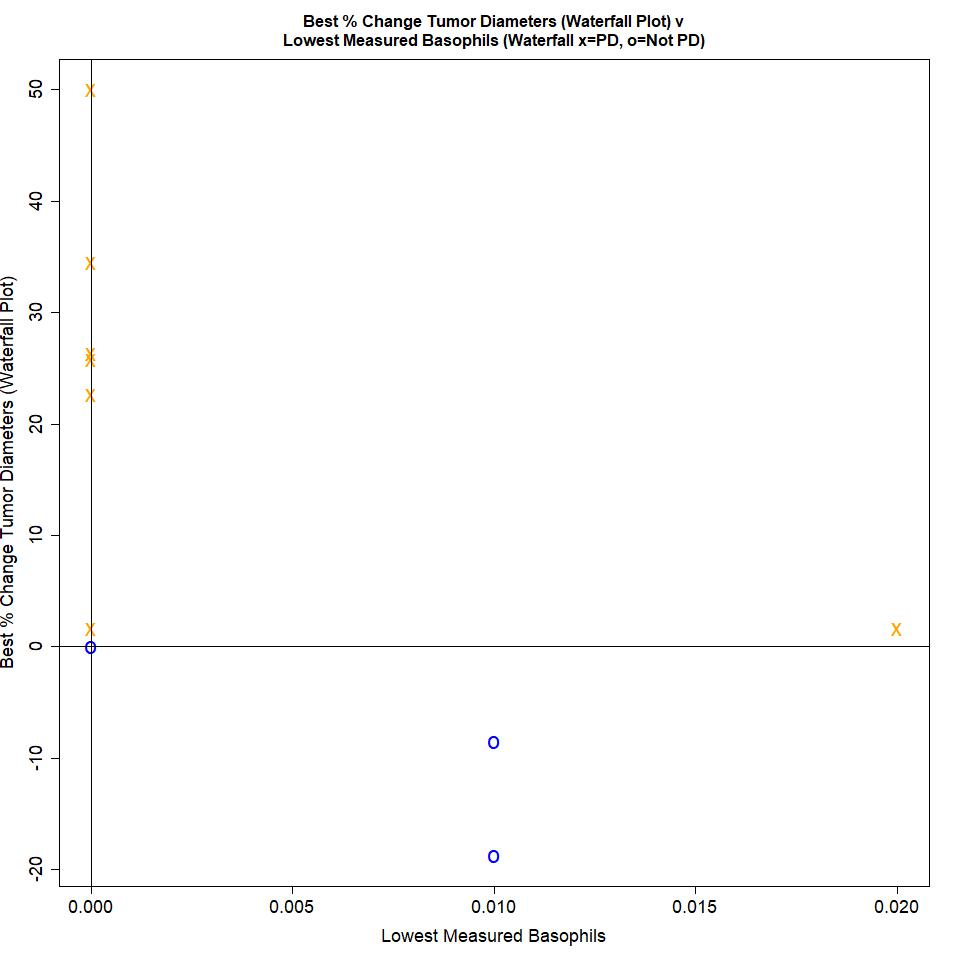 Best % Change Tumor Diameters (Waterfall Plot) v
Lowest Measured Basophils (Waterfall x=PD, o=Not PD)
Best % Change Tumor Diameters (Waterfall Plot)
50
40
30
20
10
0
-10
-20
X
X
X
X
X
X
X
O
O
O
0.000
0.005
0.010
0.015
0.020
Lowest Measured Basophils